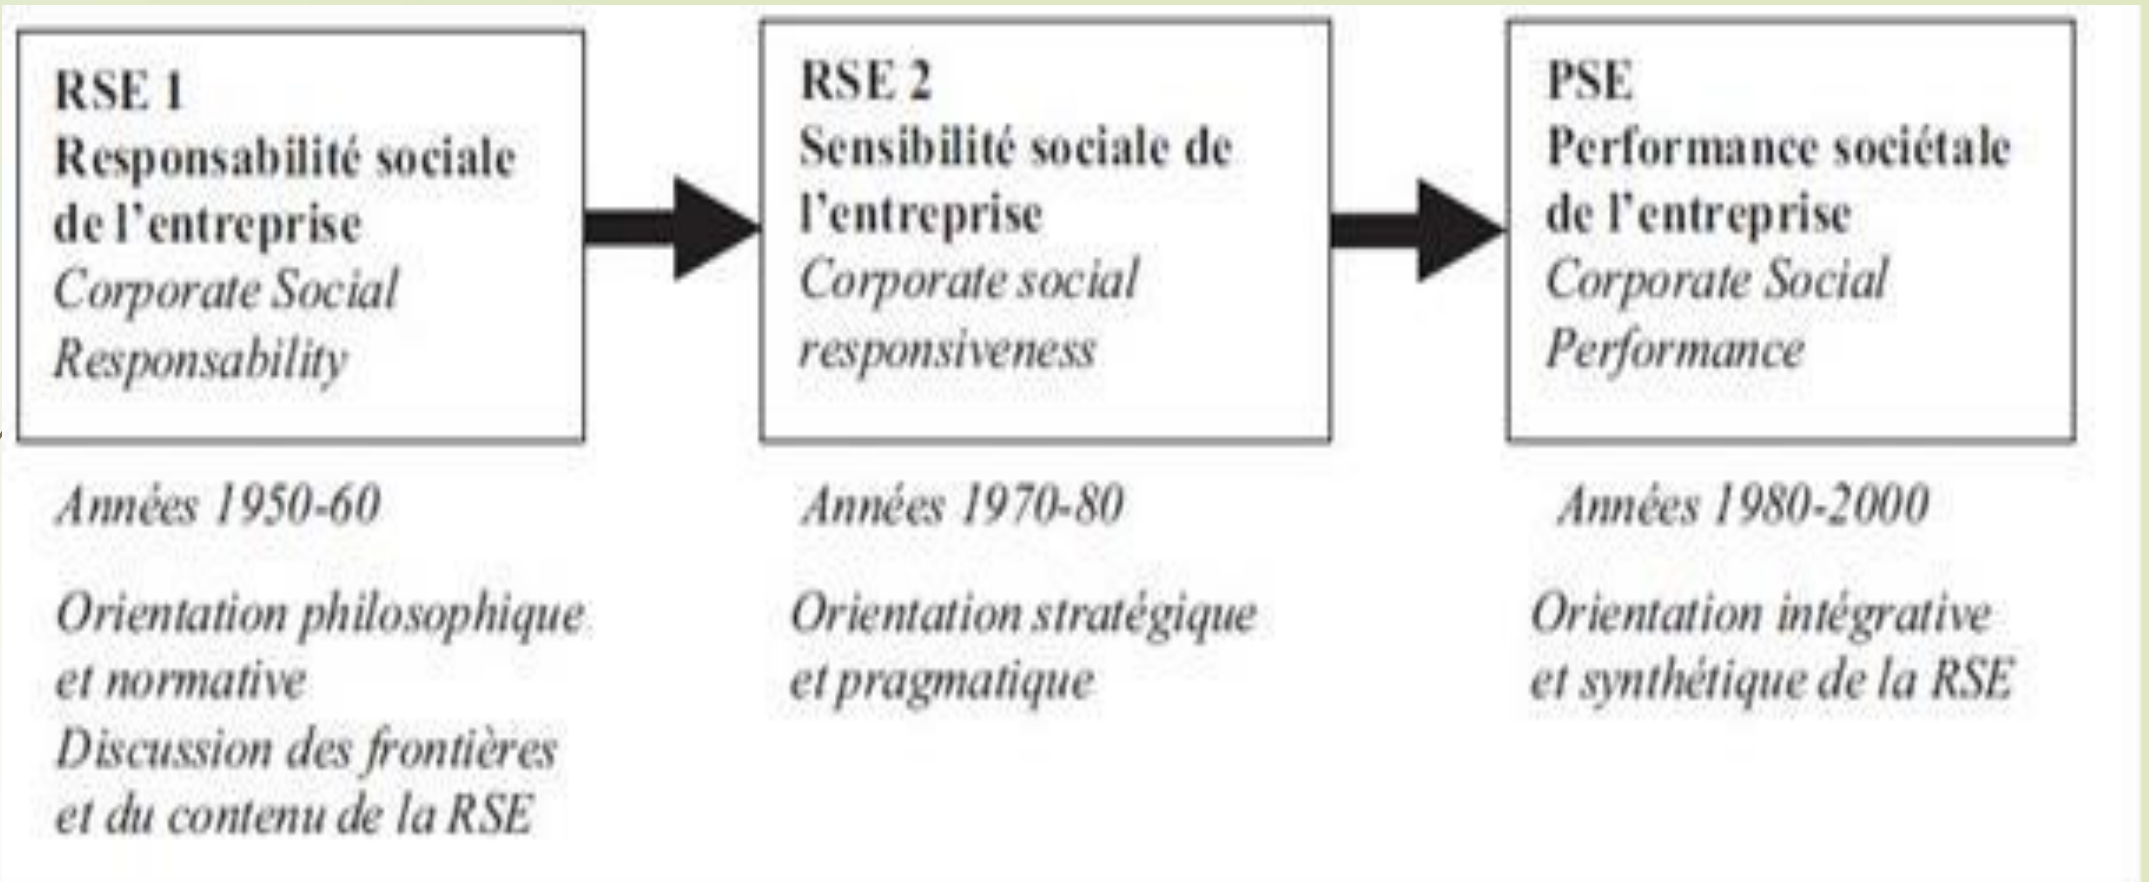 RSE 1
Responsabilité sociale
de l'entreprise
Corporate Social
Responsability
RSE 2
Sensibilité sociale de
l'entreprise
Corporate social
responsiveness
PSE
Performance sociétale
de l'entreprise
Corporate Social
Performance
Années 1950-60
Orientation philosophique
et normative
Discussion des frontières
et du contenu de la RSE
Années 1970-80
Orientation stratégique
et pragmatique
Années 1980-2000
Orientation intégrative
et synthétique de la RSE